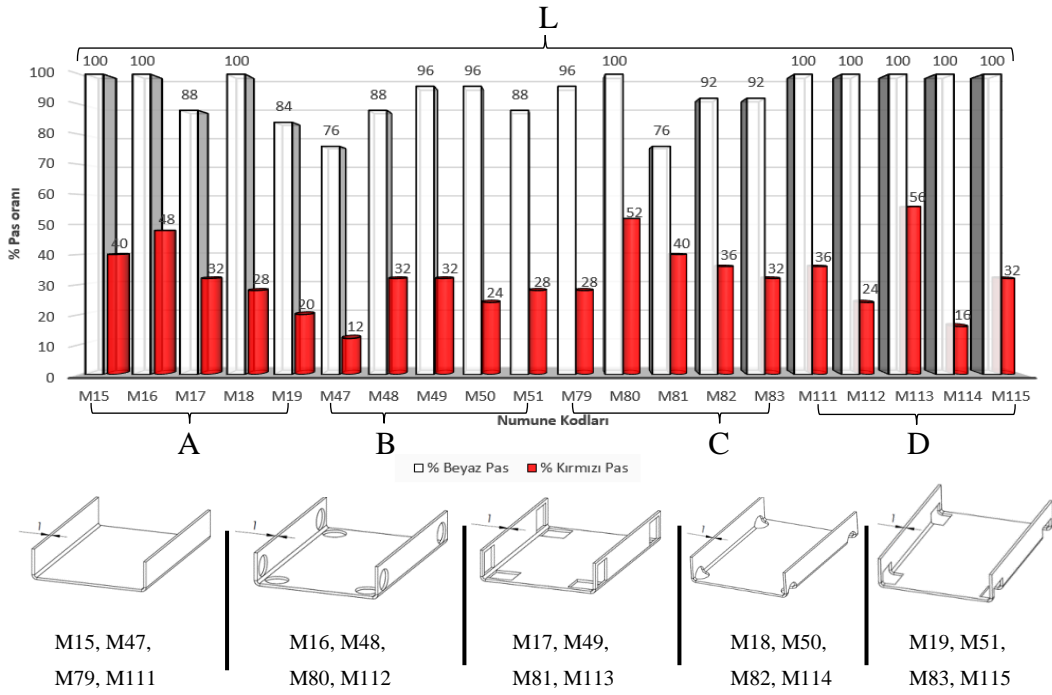 L
100 100 88 100 84 76 88 96 96 88 96 100 76 92 92 100 100 100 100 100
40 48 32 28 20 12 32 32 24 28 28 52 40 36 32 36 24 56 16 32
% Pas oranı
100
90
80
70
60
50
40
30
20
10
0
M15 M16 M17 M18 M19 M47 M48 M49 M50 M51 M79 M80 M81 M82 M83 M111 M112 M113 M114 M115
Numune Kodları
A B C D
% Beyaz Pas % Kırmızı Pas
1 1 1 1 1
M15, M47,
M79, M111
M16, M48,
M80, M112
M17, M49,
M81, M113
M18, M50,
M82, M114
M19, M51,
M83, M115